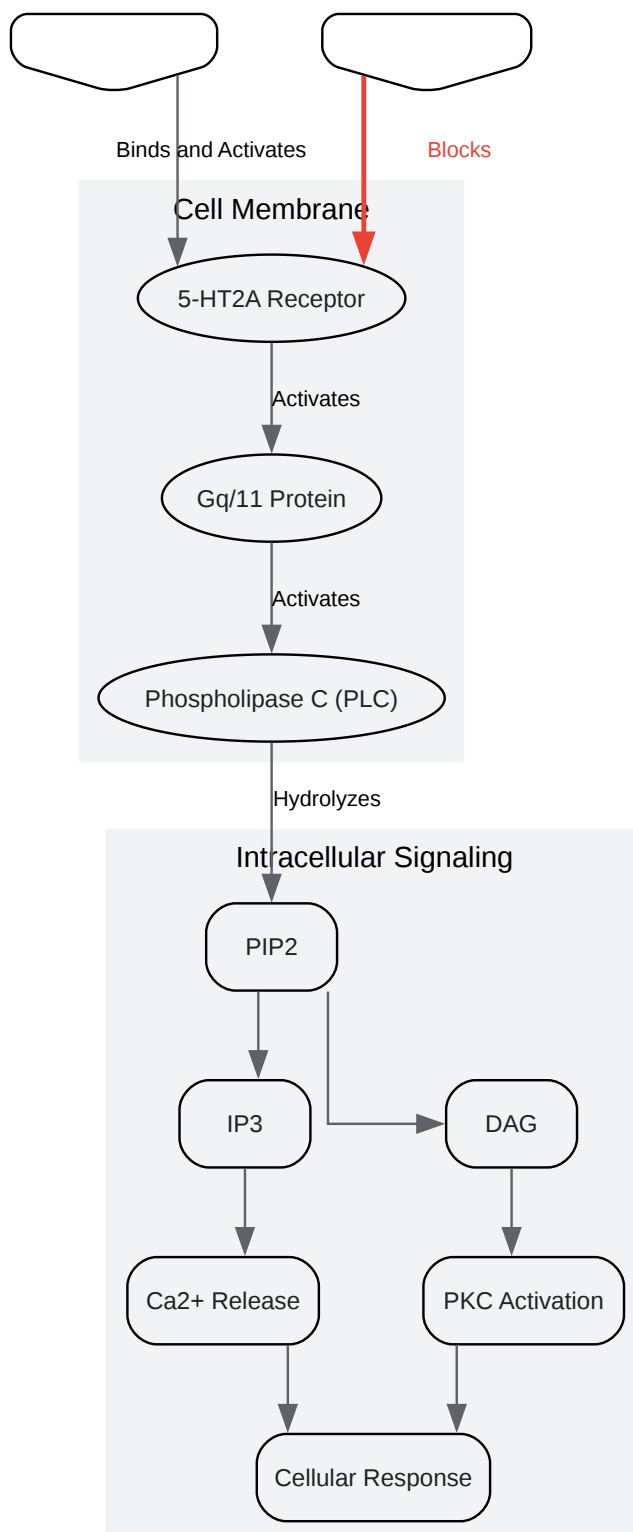 Binds and Activates
Blocks
Cell Membrane
5-HT2A Receptor
Activates
Gq/11 Protein
Activates
Phospholipase C (PLC)
Hydrolyzes
Intracellular Signaling
PIP2
IP3
DAG
Ca2+ Release
PKC Activation
Cellular Response